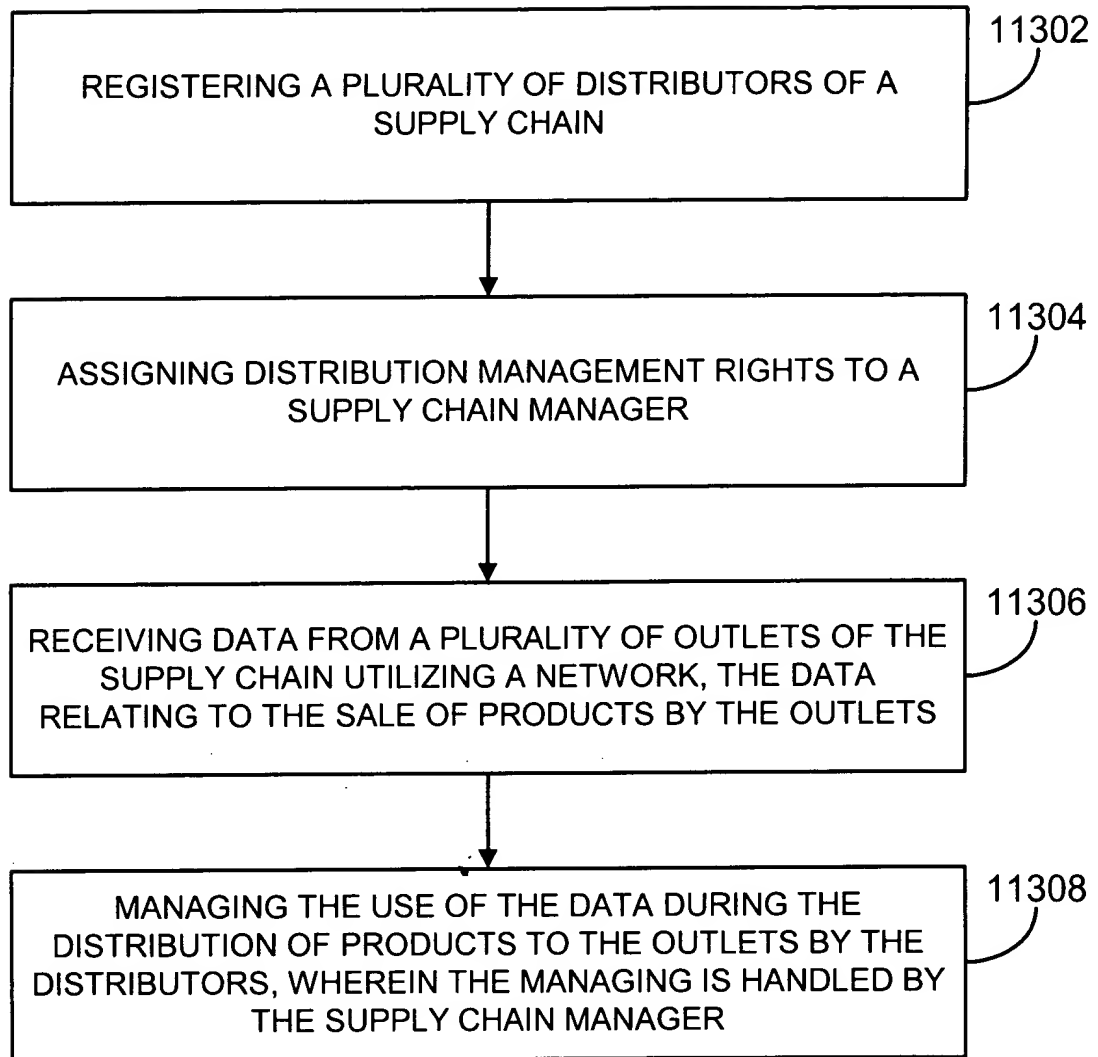 11302
REGISTERING A PLURALITY OF DISTRIBUTORS OF A
SUPPLY CHAIN
11304
ASSIGNING DISTRIBUTION MANAGEMENT RIGHTS TO A
SUPPLY CHAIN MANAGER
11306
RECEIVING DATA FROM A PLURALITY OF OUTLETS OF THE
SUPPLY CHAIN UTILIZING A NETWORK, THE DATA
RELATING TO THE SALE OF PRODUCTS BY THE OUTLETS
11308
MANAGING THE USE OF THE DATA DURING THE
DISTRIBUTION OF PRODUCTS TO THE OUTLETS BY THE
DISTRIBUTORS, WHEREIN THE MANAGING IS HANDLED BY
THE SUPPLY CHAIN MANAGER